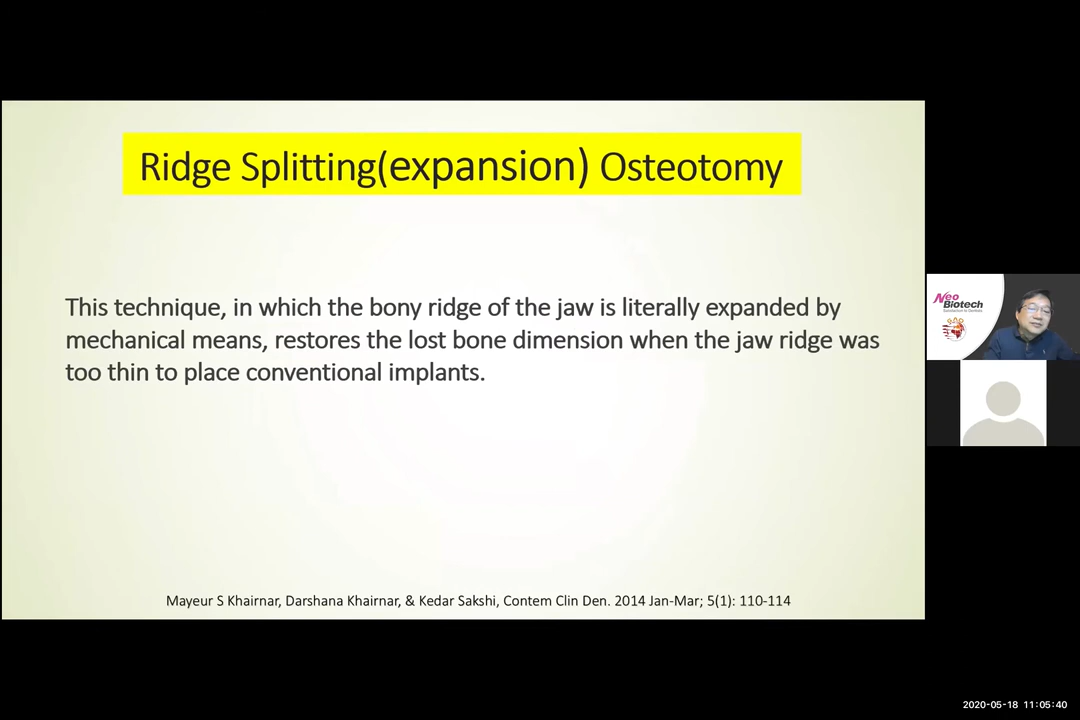 Ridge Splitting(expansion) Osteotomy
This technique, in which the bony ridge of the jaw is literally expanded by
mechanical means, restores the lost bone dimension when the jaw ridge was
too thin to place conventional implants.
Mayeur S Khairnar, Darshana Khairnar, & Kedar Sakshi, Contem Clin Den. 2014 Jan-Mar; 5(1): 110-114
Neo
Biotech
2020-05-18 11:05:40